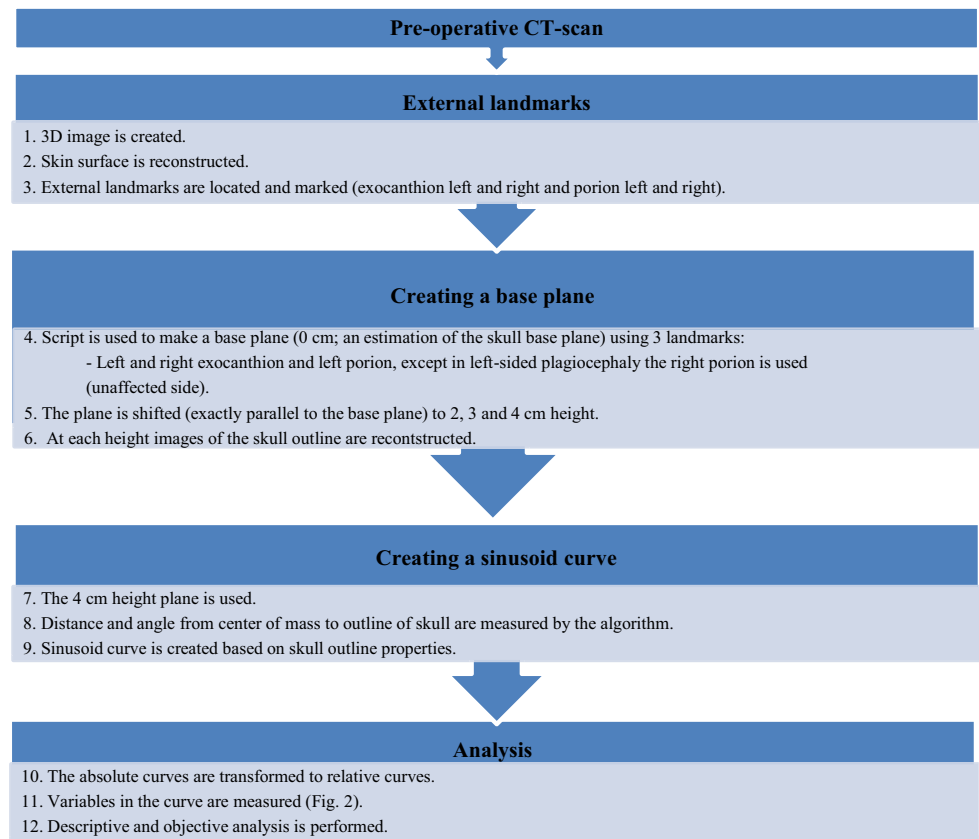 Pre-operative CT-scan
External landmarks
1. 3D image is created.
2. Skin surface is reconstructed.
3. External landmarks are located and marked (exocanthion left and right and porion left and right).
Creating a base plane
4. Script is used to make a base plane (0 cm; an estimation of the skull base plane) using 3 landmarks:
- Left and right exocanthion and left porion, except in left-sided plagiocephaly the right porion is used
(unaffected side).
5. The plane is shifted (exactly parallel to the base plane) to 2, 3 and 4 cm height.
6. At each height images of the skull outline are recontstructed.
Creating a sinusoid curve
7. The 4 cm height plane is used.
8. Distance and angle from center of mass to outline of skull are measured by the algorithm.
9. Sinusoid curve is created based on skull outline properties.
Analysis
10. The absolute curves are transformed to relative curves.
11. Variables in the curve are measured (Fig. 2).
12. Descriptive and objective analysis is performed.